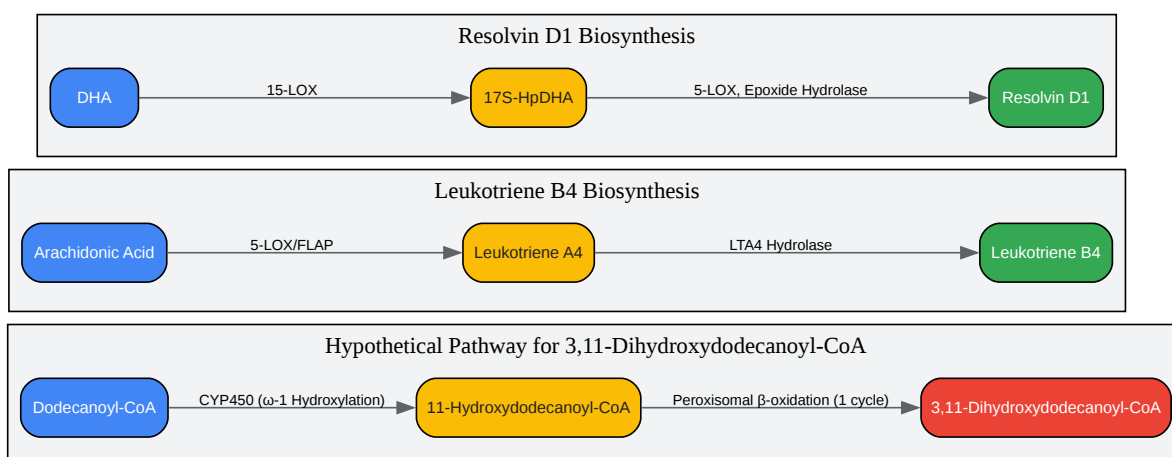 Resolvin D1 Biosynthesis
DHA
15-LOX
17S-HpDHA
5-LOX, Epoxide Hydrolase
Resolvin D1
Leukotriene B4 Biosynthesis
Arachidonic Acid
5-LOX/FLAP
Leukotriene A4
LTA4 Hydrolase
Leukotriene B4
Hypothetical Pathway for 3,11-Dihydroxydodecanoyl-CoA
Dodecanoyl-CoA
CYP450 (ω-1 Hydroxylation)
11-Hydroxydodecanoyl-CoA
Peroxisomal β-oxidation (1 cycle)
3,11-Dihydroxydodecanoyl-CoA